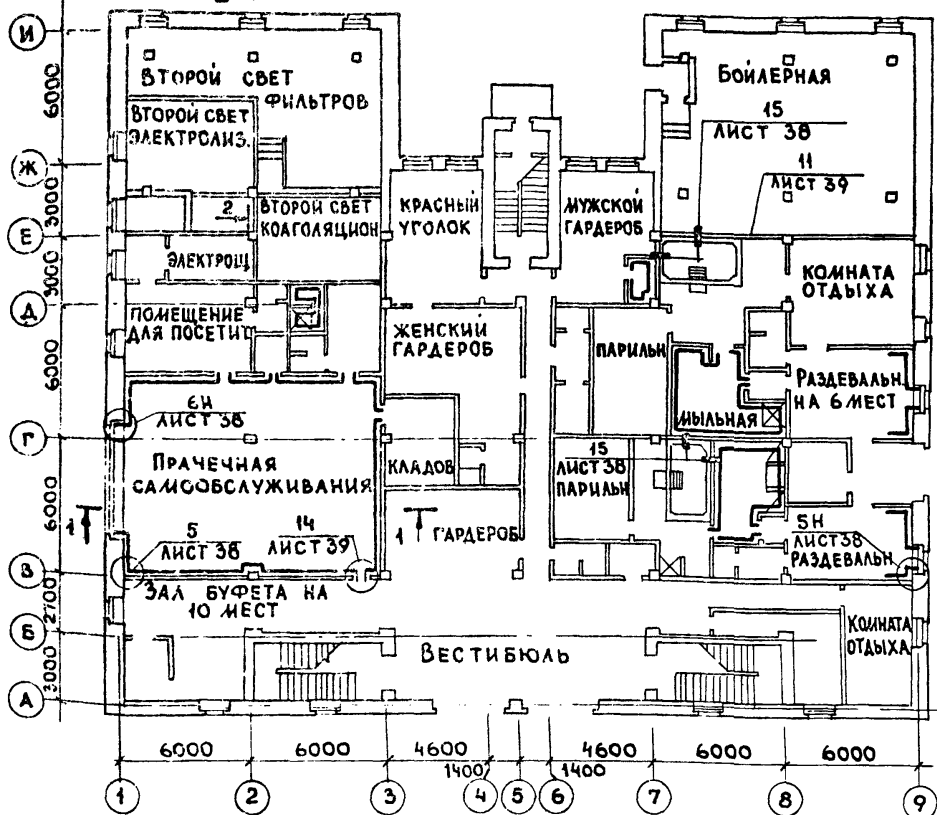 И
6000
Ж
3000
Е
3000
Д
6000
Г
6000
В
2700
Б
3000
А
ВТОРОЙ СВЕТ
ФИЛЬТРОВ
ВТОРОЙ СВЕТ
ЭЛЕКТРОЛИЗ.
2
ВТОРОЙ СВЕТ
КОАГОЛЯЦИОН
ЭЛЕКТРОЩ
ПОМЕЩЕНИЕ
ДЛЯ ПОСЕТИТ
КРАСНЫЙ
УГОЛОК
МУЖСКОЙ
ГАРДЕРОБ
БОЙЛЕРНАЯ
15
ЛИСТ 38
11
ЛИСТ 39
КОМНАТА
ОТДЫХА
ЖЕНСКИЙ
ГАРДЕРОБ
ПАРИЛЬН
РАЗДЕВАЛЬН
НА 6 МЕСТ
МЫЛЬНАЯ
6Н
ЛИСТ 38
ПРАЧЕЧНАЯ
САМООБСЛУЖИВАНИЯ
КЛАДОВ
15
ЛИСТ 38
ПАРИЛЬН
1
5
ЛИСТ 38
14
ЛИСТ 39
1
ГАРДЕРОБ
5Н
ЛИСТ 38
РАЗДЕВАЛЬН
ЗАЛ БУФЕТА НА
10 МЕСТ
ВЕСТИБЮЛЬ
КОМНАТА
ОТДЫХА
6000 6000 4600 1400 1400 4600 6000 6000
1 2 3 4 5 6 7 8 9